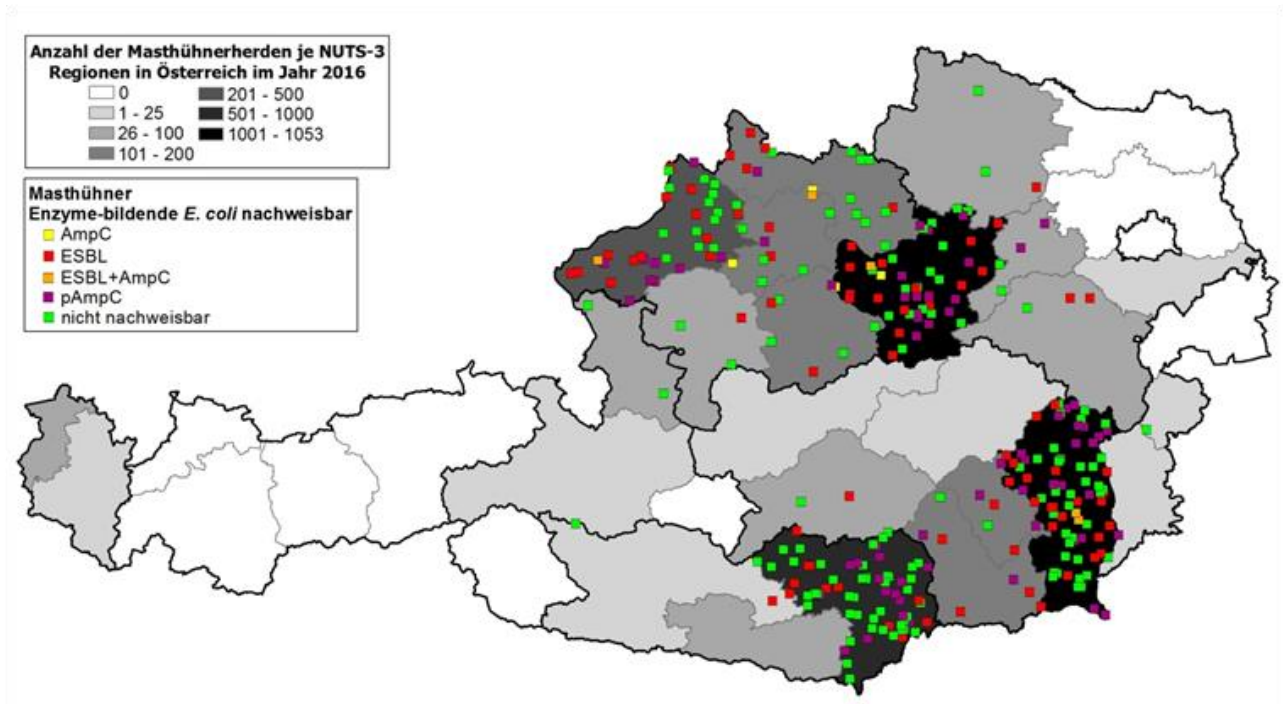 Anzahl der Masthühnerherden je NUTS-3
Regionen in Österreich im Jahr 2016
0
201 - 500
1 - 25
501 - 1000
26 - 100
1001 - 1053
101 - 200
Masthühner
Enzyme-bildende E. coli nachweisbar
AmpC
ESBL
ESBL+AmpC
pAmpC
nicht nachweisbar